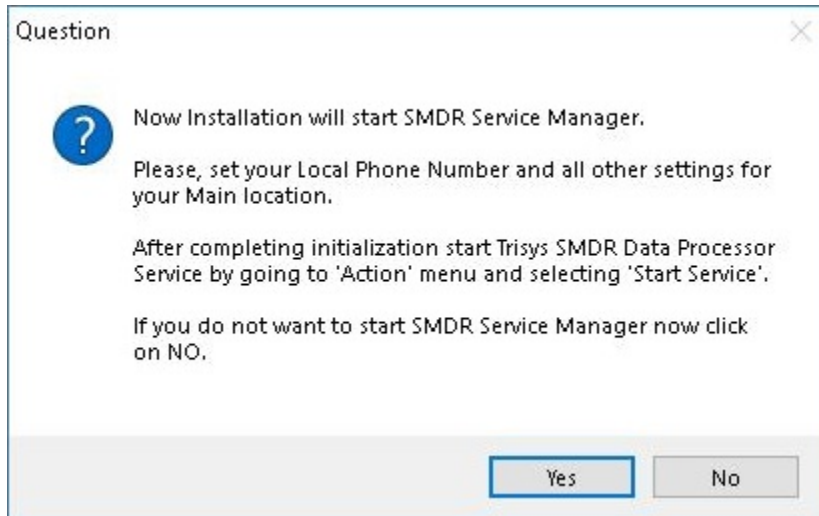 Question
Now Installation will start SMDR Service Manager.
Please, set your Local Phone Number and all other settings for
your Main location.
After completing initialization start Trisys SMDR Data Processor
Service by going to 'Action' menu and selecting 'Start Service'.
If you do not want to start SMDR Service Manager now click
on NO.
Yes
No